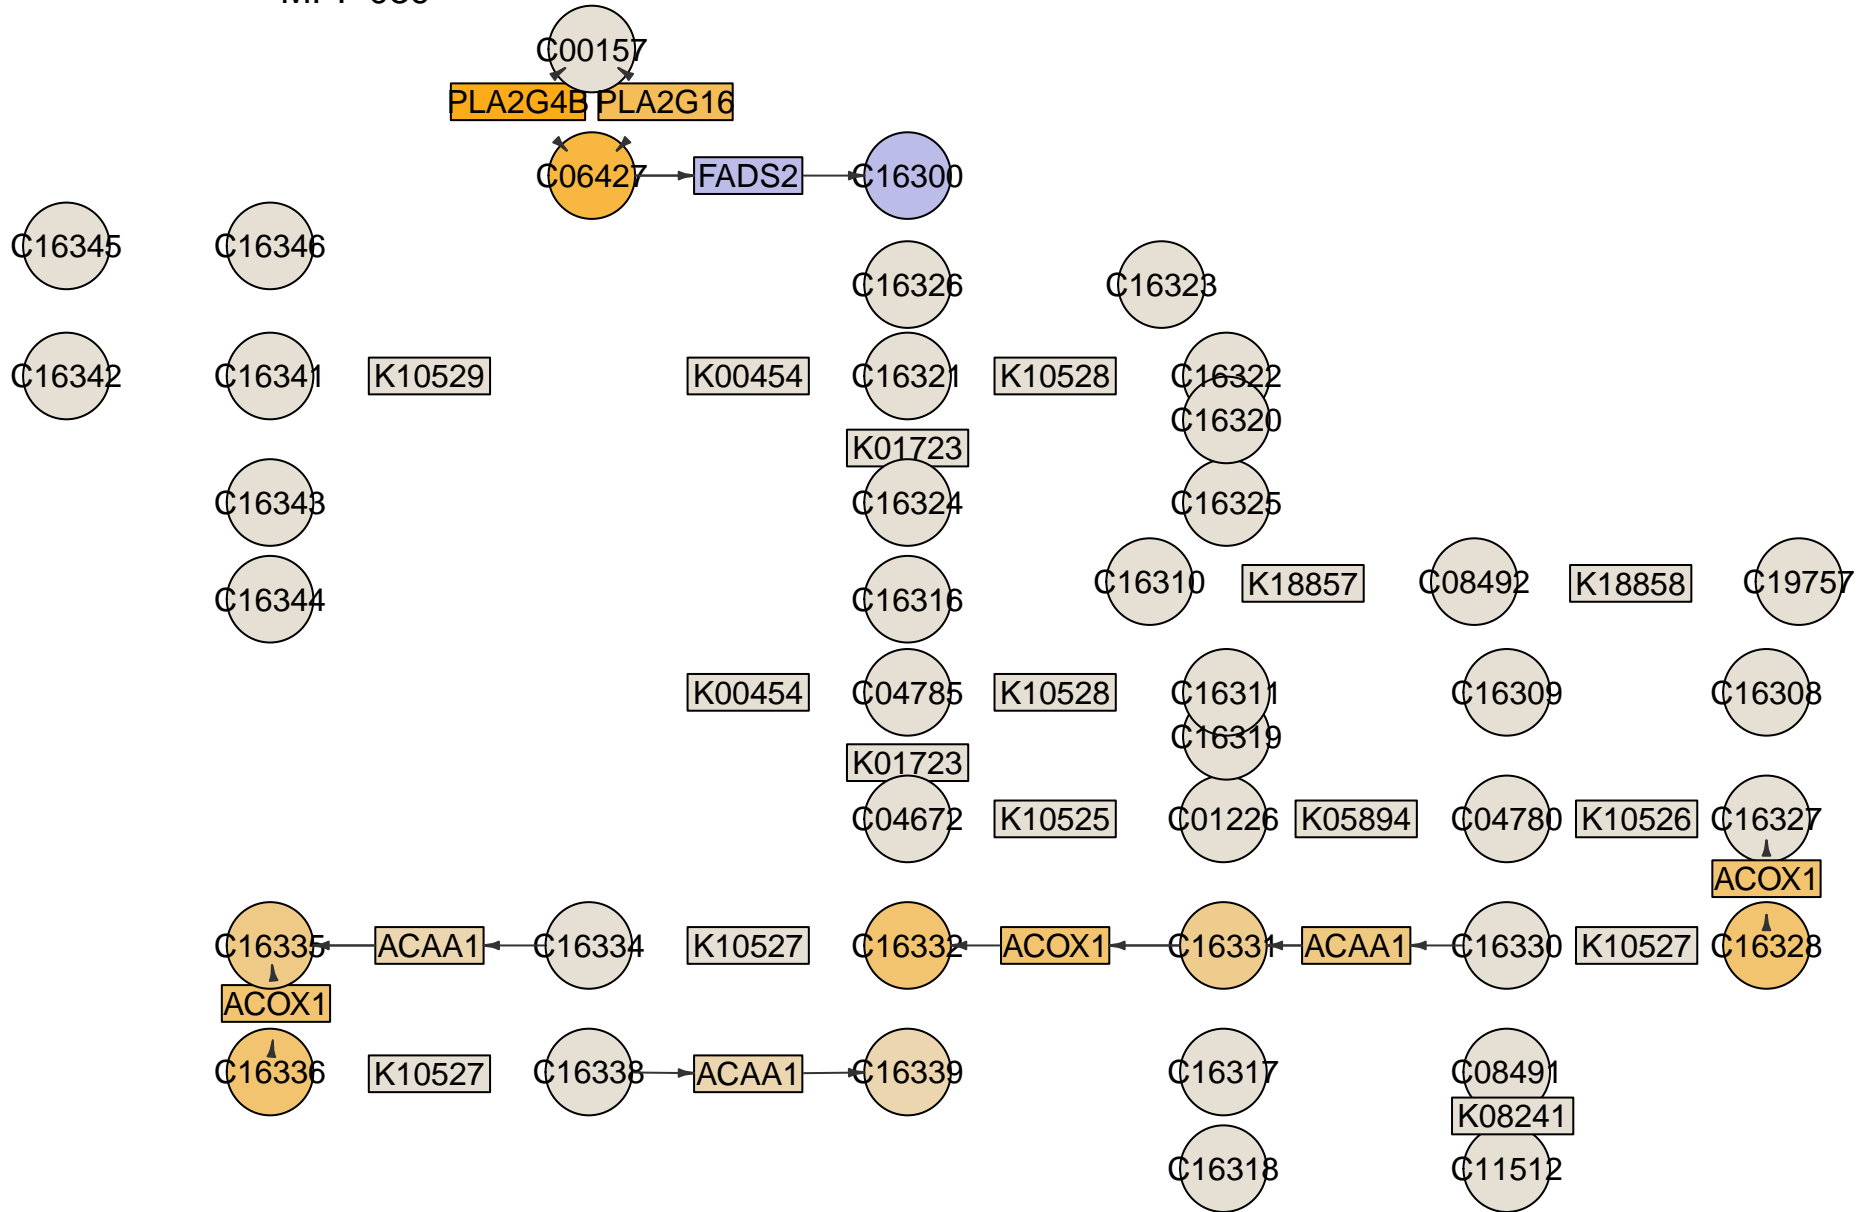 C00157
PLA2G4B PLA2G16
C06427 FADS2 C16300
C16345 C16346
C16326 C16323
C16342 C16341 K10529 K00454 C16321 K10528 C16322
C16320
K01723
C16343 C16324 C16325
C16310 K18857 C08492 K18858 C19757
C16344 C16316
K00454 C04785 K10528 C16311 C16309 C16308
C16319
K01723
C04672 K10525 C01226 K05894 C04780 K10526 C16327
ACOX1
C16335 ACAA1 C16334 K10527 C16332 ACOX1 C16331 ACAA1 C16330 K10527 C16328
ACOX1
C16336 K10527 C16338 ACAA1 C16339 C16317 C08491
K08241
C16318 C11512